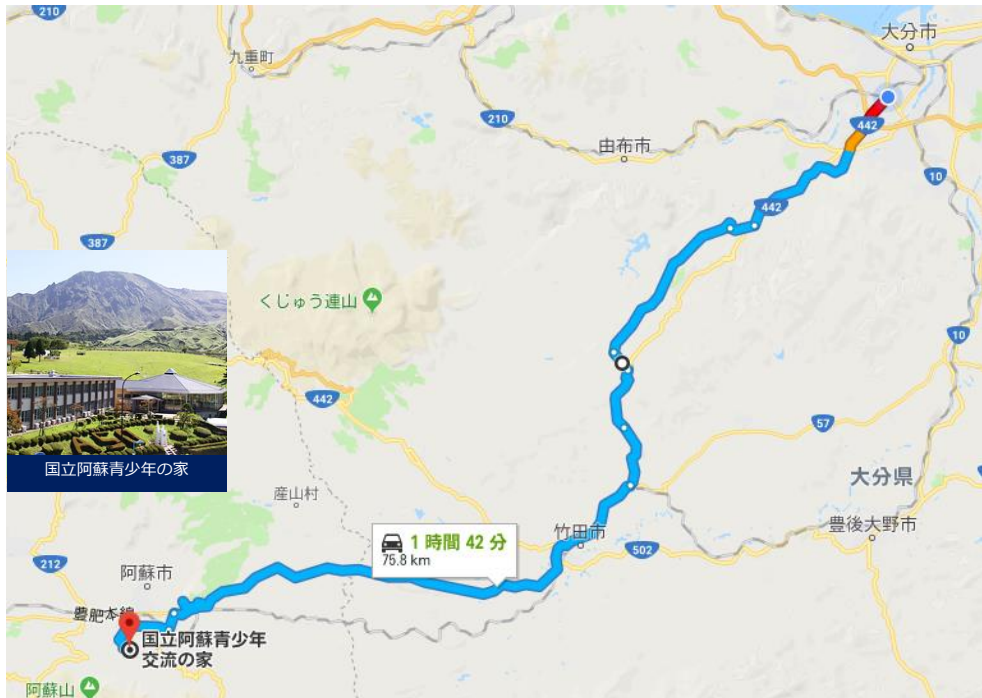 210
大分市
九重町
442
210
由布市
387
10
442
387
くじゅう連山
10
442
57
大分県
国立阿蘇青少年の家
産山村
豊後大野市
1 時間 42 分
75.8 km
竹田市
502
212
阿蘇市
豊肥本線
国立阿蘇青少年
交流の家
阿蘇山